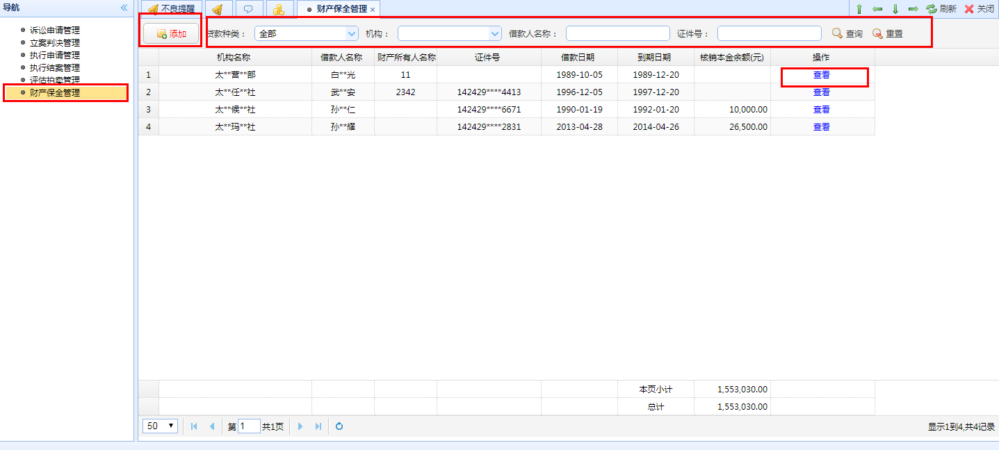 导航
诉讼申请管理
立案判决管理
执行申请管理
执行结案管理
评估拍卖管理
财产保全管理
不良提醒 财产保全管理 × 刷新 关闭
添加 贷款种类： 全部 机构： 借款人名称： 证件号： 查询 重置
机构名称 借款人名称 财产所有人名称 证件号 借款日期 到期日期 核销本金余额(元) 操作
1 太**营**部 白**光 11 1989-10-05 1989-12-20 查看
2 太**任**社 武**安 2342 142429****4413 1996-12-05 1997-12-20 查看
3 太**候**社 孙**仁 142429****6671 1990-01-19 1992-01-20 10,000.00 查看
4 太**玛**社 孙**耀 142429****2831 2013-04-28 2014-04-26 26,500.00 查看
本页小计 1,553,030.00
总计 1,553,030.00
50 第 1 共1页 显示1到4,共4记录